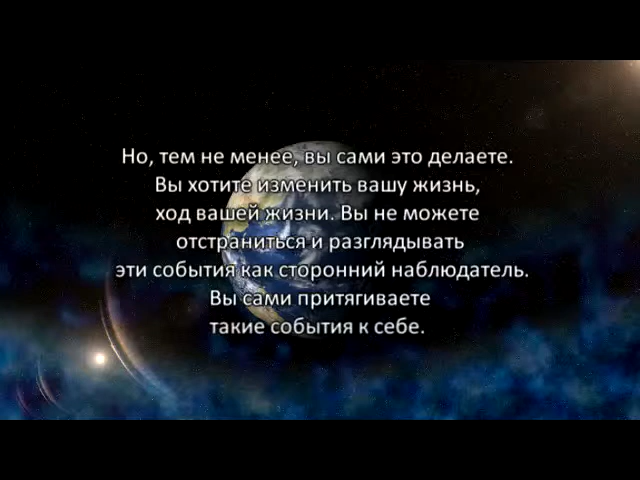 Но, тем не менее, вы сами это делаете.
Вы хотите изменить вашу жизнь,
ход вашей жизни. Вы не можете
отстраниться и разглядывать
эти события как сторонний наблюдатель.
Вы сами притягиваете
такие события к себе.